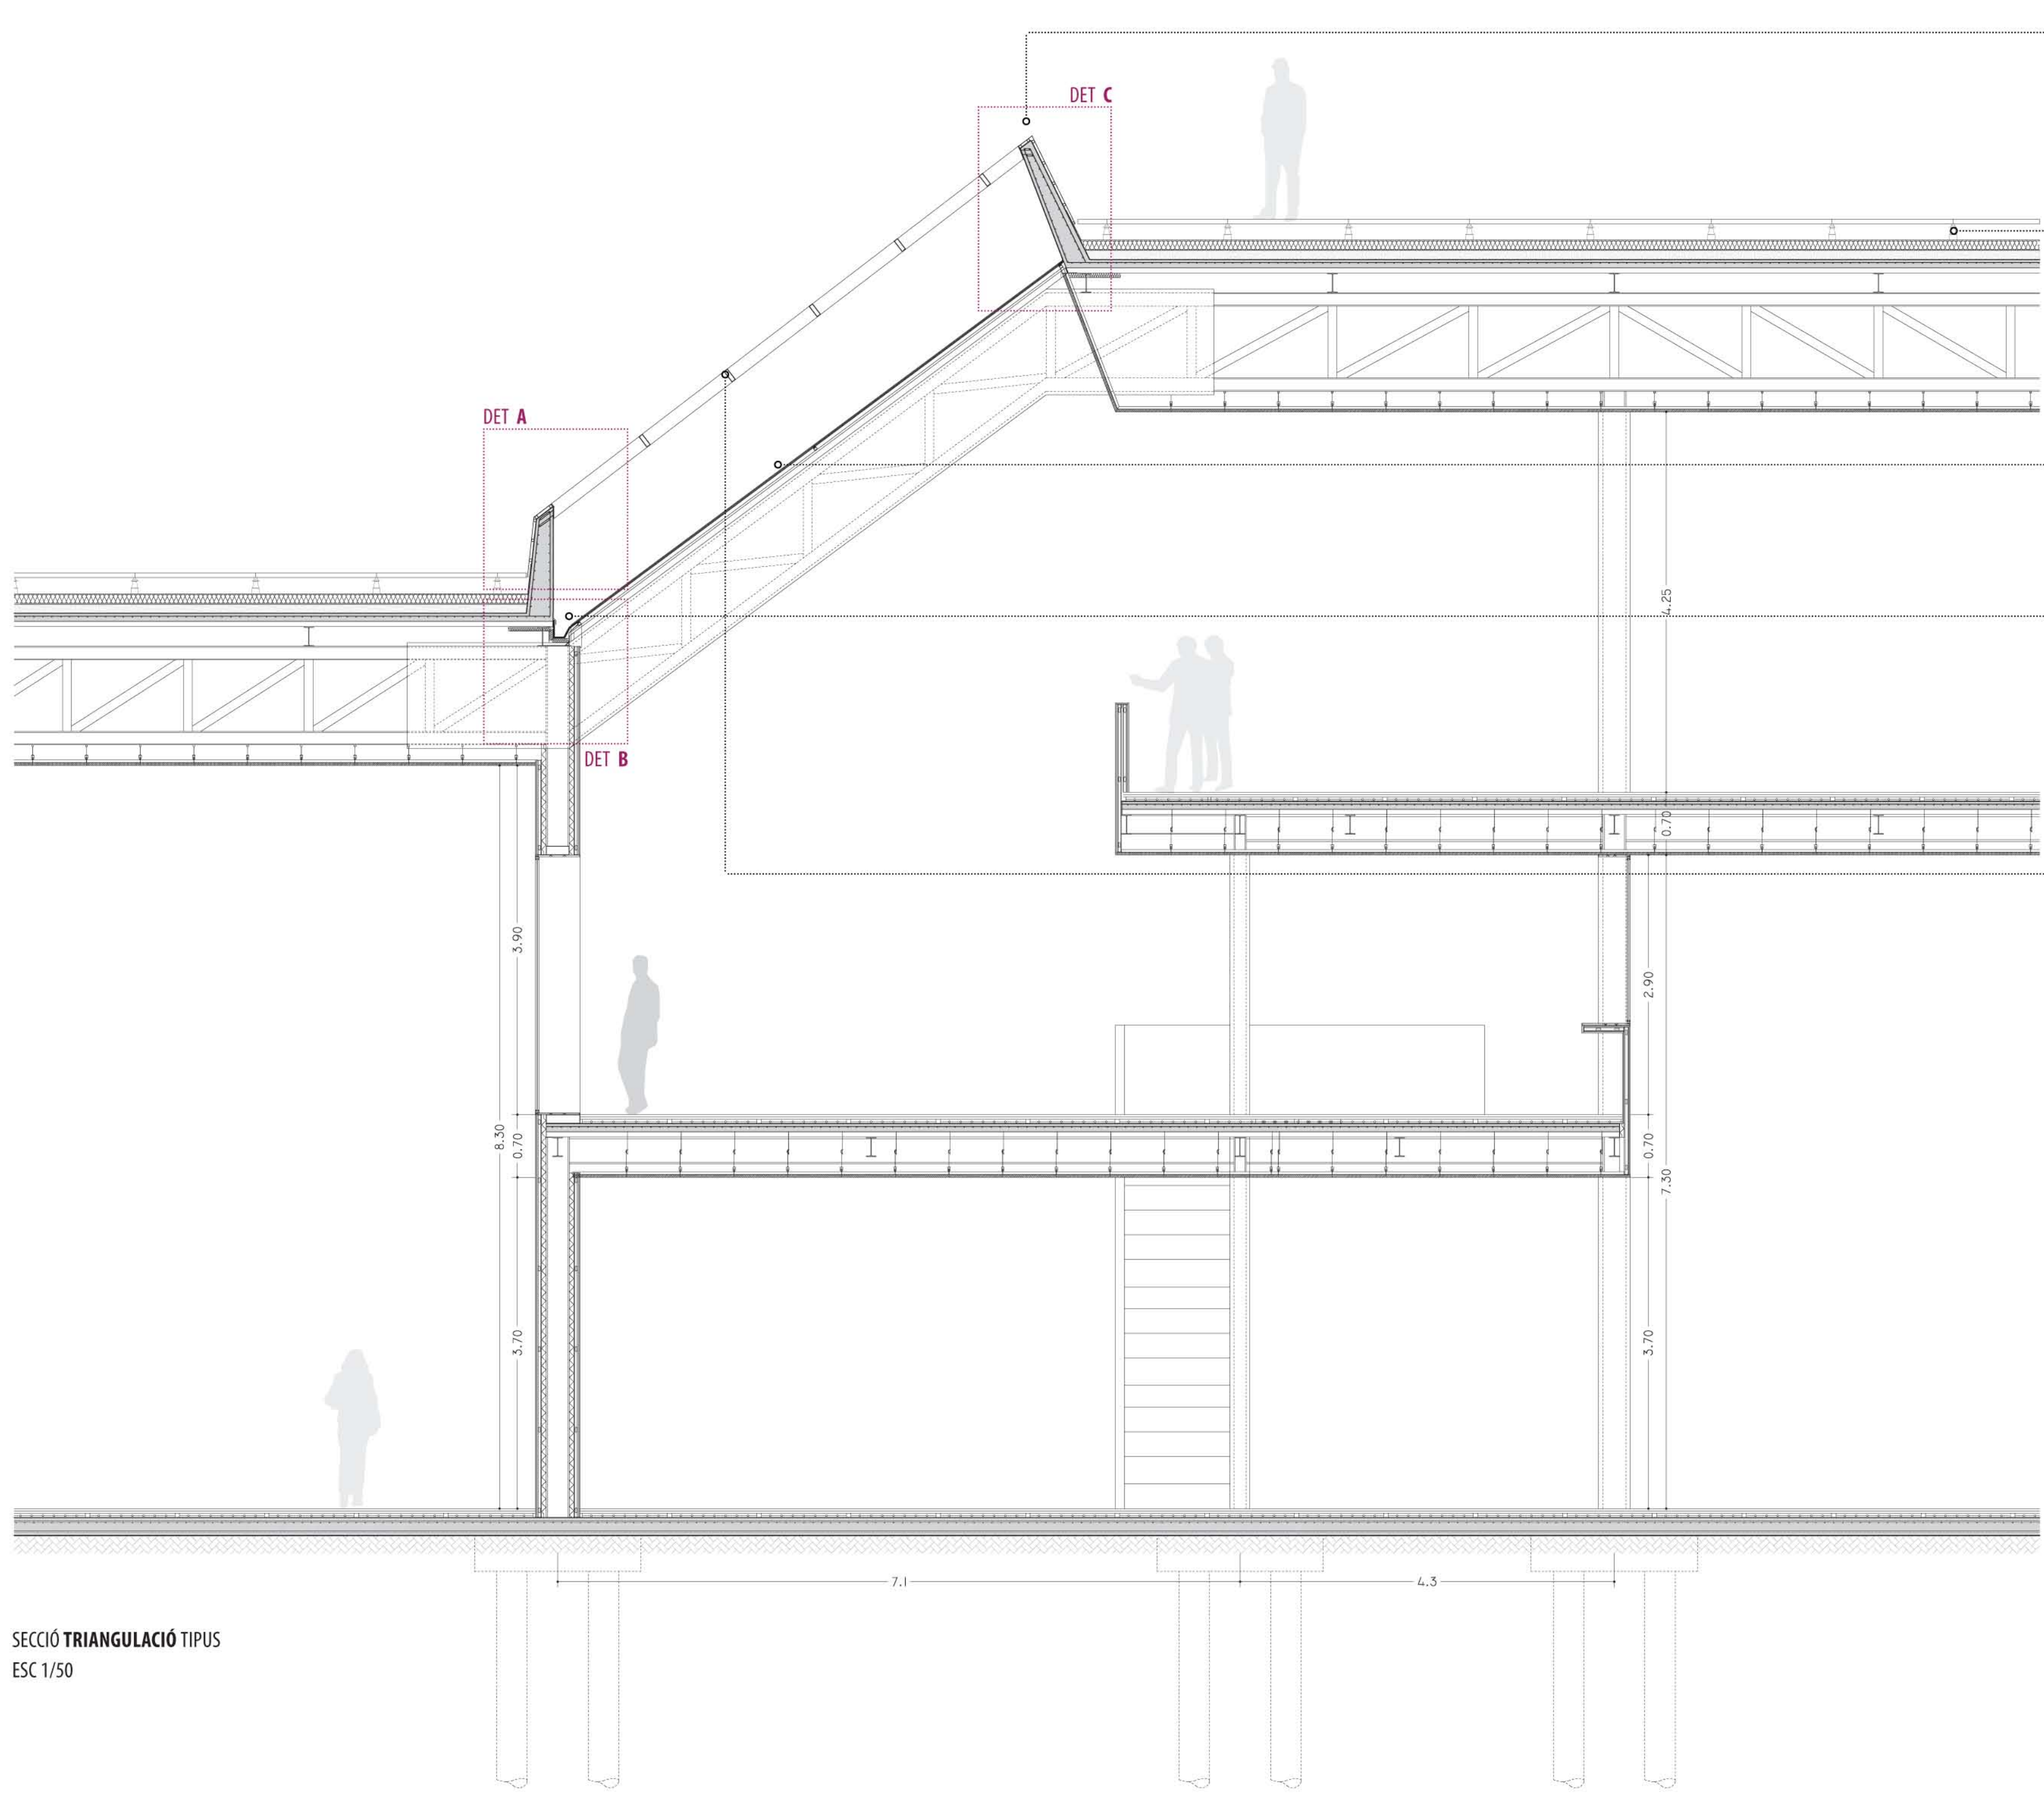 DET C
DET A
4.25
DET B
0.70
3.90
2.90
8.30
0.70
0.70
7.30
3.70
3.70
7.1
4.3
SECCIÓ TRIANGULACIÓ TIPUS
ESC 1/50